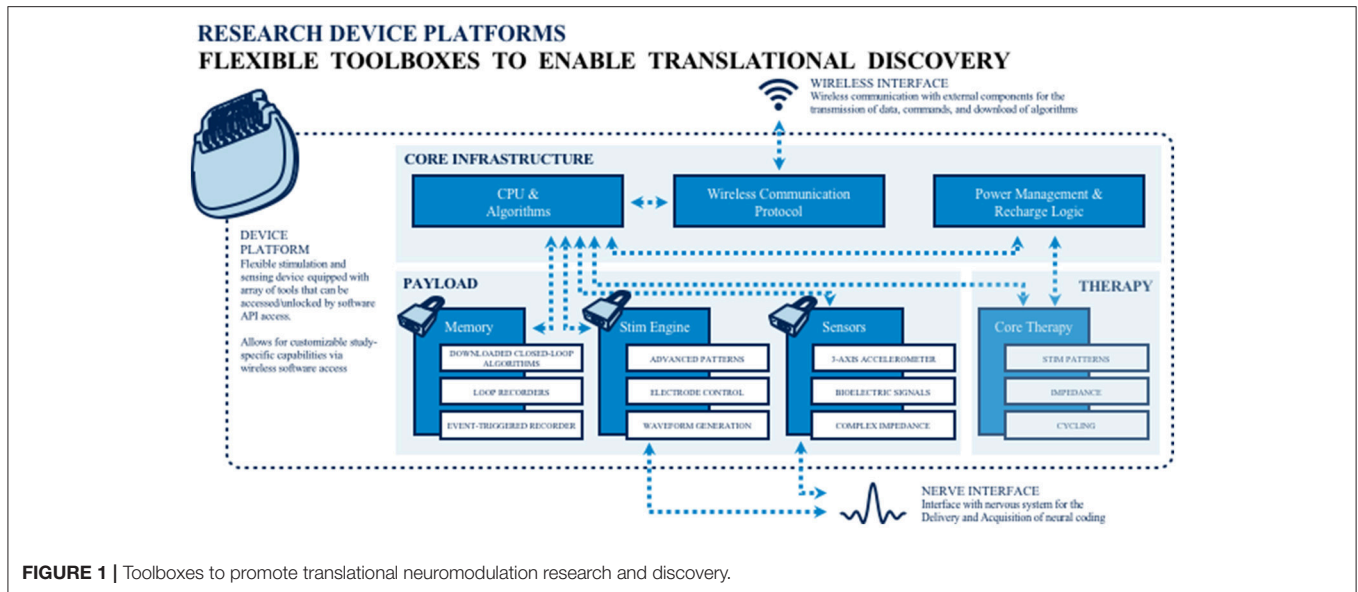 RESEARCH DEVICE PLATFORMS
FLEXIBLE TOOLBOXES TO ENABLE TRANSLATIONAL DISCOVERY
WIRELESS INTERFACE
Wireless communication with external components for the
transmission of data, commands, and download of algorithms
CORE INFRASTRUCTURE
CPU &
Algorithms
Wireless Communication
Protocol
Power Management &
Recharge Logic
DEVICE
PLATFORM
Flexible stimulation and
sensing device equipped with
array of tools that can be
accessed/unlocked by software
API access.
Allows for customizable study-
specific capabilities via
wireless software access
PAYLOAD
Memory
DOWNLOADED CLOSED-LOOP
ALGORITHMS
LOOP RECORDERS
EVENT-TRIGGERED RECORDER
Stim Engine
ADVANCED PATTERNS
ELECTRODE CONTROL
WAVEFORM GENERATION
Sensors
3-AXIS ACCELEROMETER
BIOELECTRIC SIGNALS
COMPLEX IMPEDANCE
THERAPY
Core Therapy
STIM PATTERNS
IMPEDANCE
CYCLING
NERVE INTERFACE
Interface with nervous system for the
Delivery and Acquisition of neural coding
FIGURE 1 | Toolboxes to promote translational neuromodulation research and discovery.